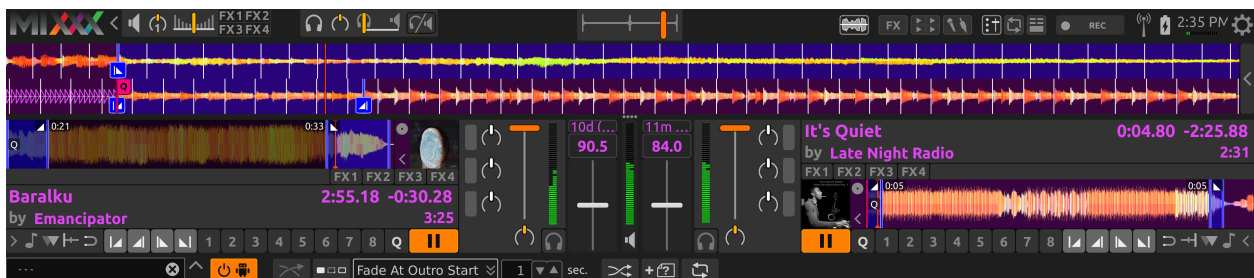 MIXXX FX1 FX2 FX REC 2:35 PM
FX3 FX4
Q
0:21 0:33
Q
FX1 FX2 FX3 FX4
Baralku 2:55.18 -0:30.28
by Emancipator 3:25
10d (... 11m ...
90.5 84.0
It's Quiet 0:04.80 -2:25.88
by Late Night Radio 2:31
FX1 FX2 FX3 FX4
0:05 0:05
Q
1 2 3 4 5 6 7 8 Q
Q 1 2 3 4 5 6 7 8
--- Fade At Outro Start 1 sec.